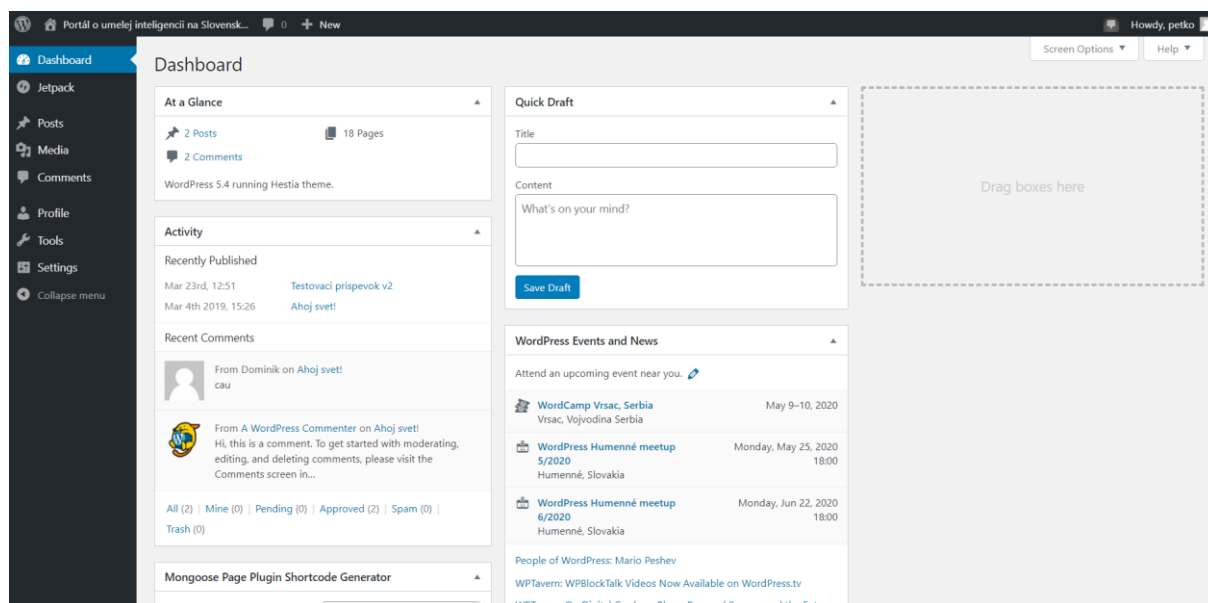 Portál o umelej inteligencii na Slovensk... 0 New Howdy, petko
Screen Options Help
Dashboard
Jetpack
Posts
Media
Comments
Profile
Tools
Settings
Collapse menu
Dashboard
At a Glance
2 Posts 18 Pages
2 Comments
WordPress 5.4 running Hestia theme.
Activity
Recently Published
Mar 23rd, 12:51 Testovaci prispevok v2
Mar 4th 2019, 15:26 Ahoj svet!
Recent Comments
From Dominik on Ahoj svet!
cau
From A WordPress Commenter on Ahoj svet!
Hi, this is a comment. To get started with moderating,
editing, and deleting comments, please visit the
Comments screen in...
All (2) | Mine (0) | Pending (0) | Approved (2) | Spam (0) |
Trash (0)
Mongoose Page Plugin Shortcode Generator
Quick Draft
Title
Content
What's on your mind?
Save Draft
WordPress Events and News
Attend an upcoming event near you.
WordCamp Vrsac, Serbia May 9–10, 2020
Vrsac, Vojvodina Serbia
WordPress Humenné meetup Monday, May 25, 2020
5/2020 18:00
Humenné, Slovakia
WordPress Humenné meetup Monday, Jun 22, 2020
6/2020 18:00
Humenné, Slovakia
People of WordPress: Mario Peshev
WPTavern: WPBlockTalk Videos Now Available on WordPress.tv
Drag boxes here